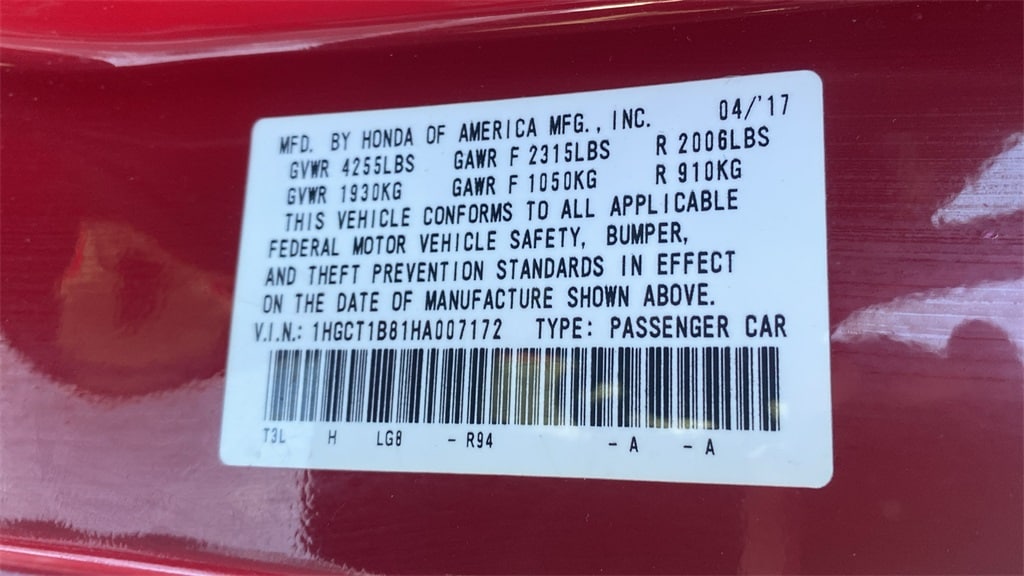 MFD. BY HONDA OF AMERICA MFG., INC. 04/'17
GVWR 4255LBS GAWR F 2315LBS R 2006LBS
GVWR 1930KG GAWR F 1050KG R 910KG
THIS VEHICLE CONFORMS TO ALL APPLICABLE
FEDERAL MOTOR VEHICLE SAFETY, BUMPER,
AND THEFT PREVENTION STANDARDS IN EFFECT
ON THE DATE OF MANUFACTURE SHOWN ABOVE.
V.I.N.: 1HGCT1B81HA007172 TYPE: PASSENGER CAR
T3L H LG8 - R94 - A - A